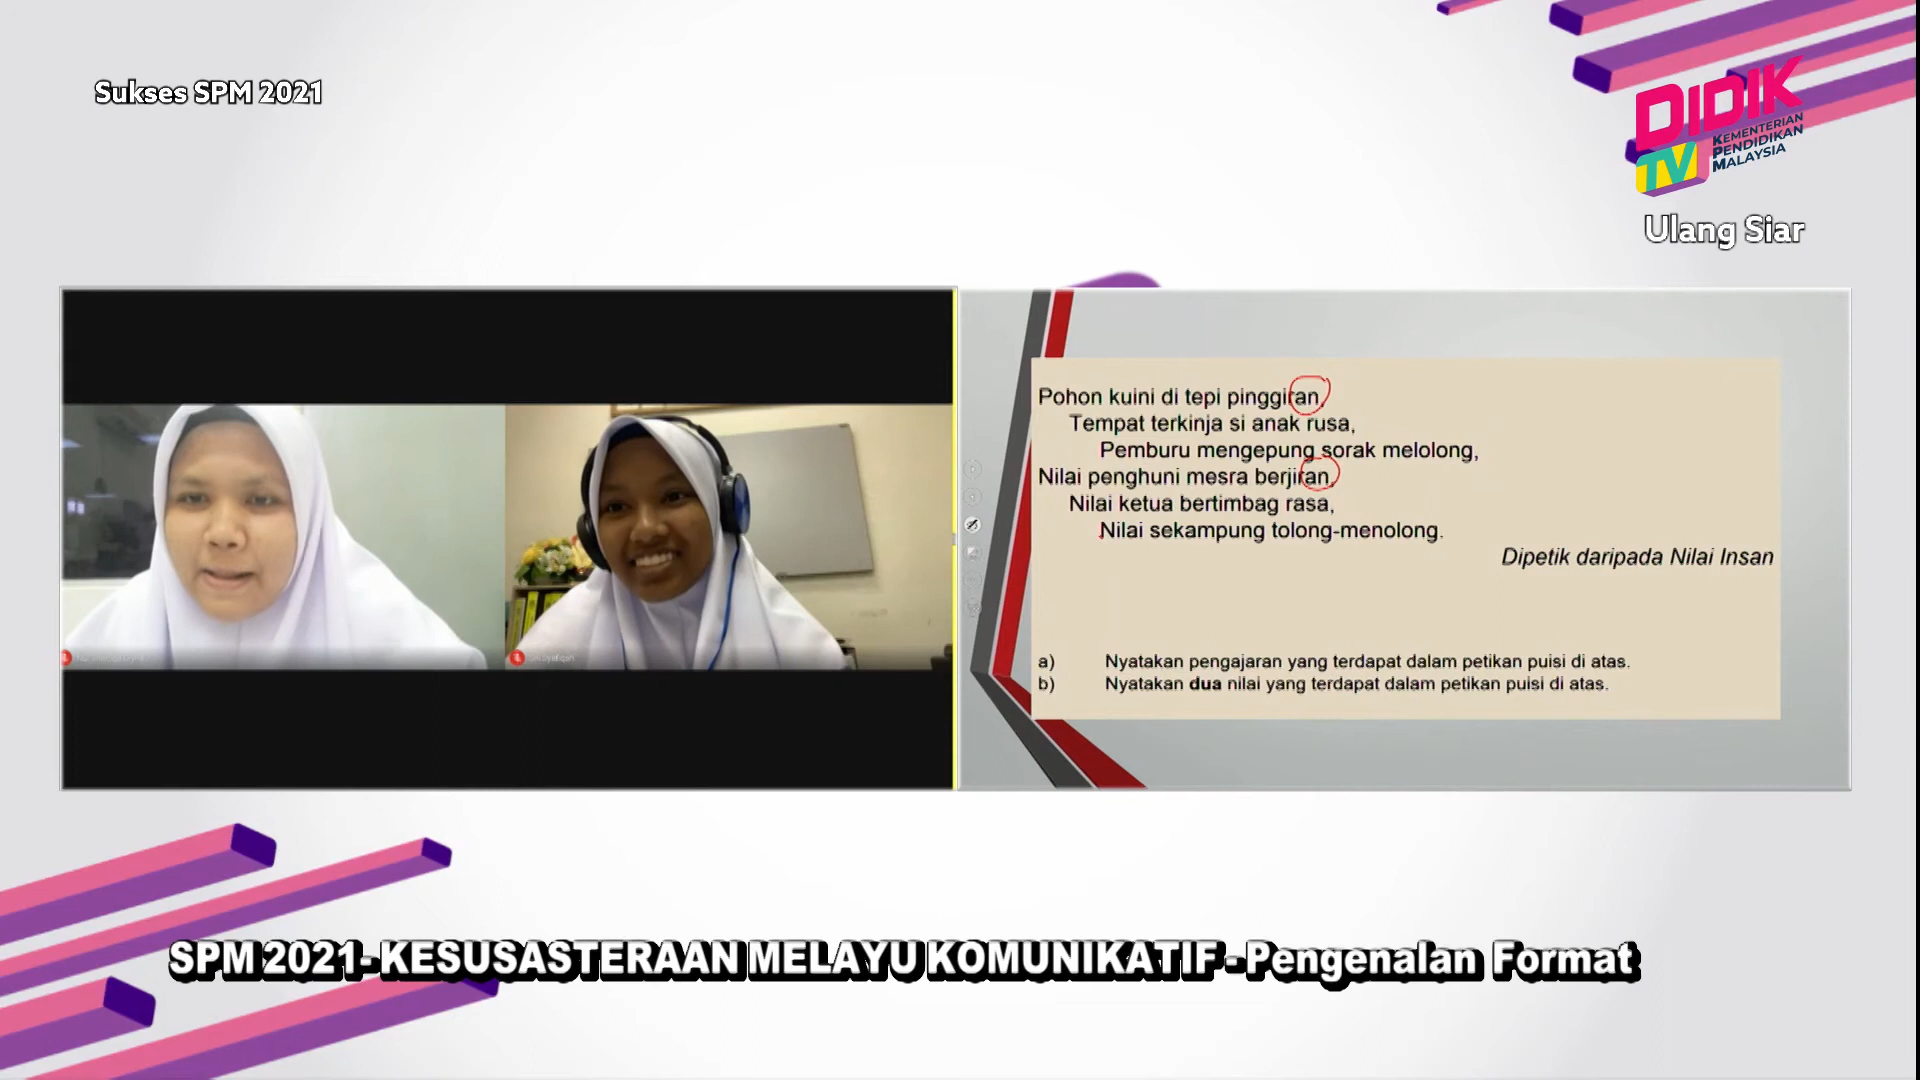 Sukses SPM 2021
DIDIK
TV
KEMENTERIAN
PENDIDIKAN
MALAYSIA
Ulang Siar
Pohon kuini di tepi pinggiran,
Tempat terkinja si anak rusa,
Pemburu mengepung sorak melolong,
Nilai penghuni mesra berjiran,
Nilai ketua bertimbag rasa,
Nilai sekampung tolong-menolong.
Dipetik daripada Nilai Insan
a) Nyatakan pengajaran yang terdapat dalam petikan puisi di atas.
b) Nyatakan dua nilai yang terdapat dalam petikan puisi di atas.
SPM 2021- KESUSASTERAAN MELAYU KOMUNIKATIF - Pengenalan Format